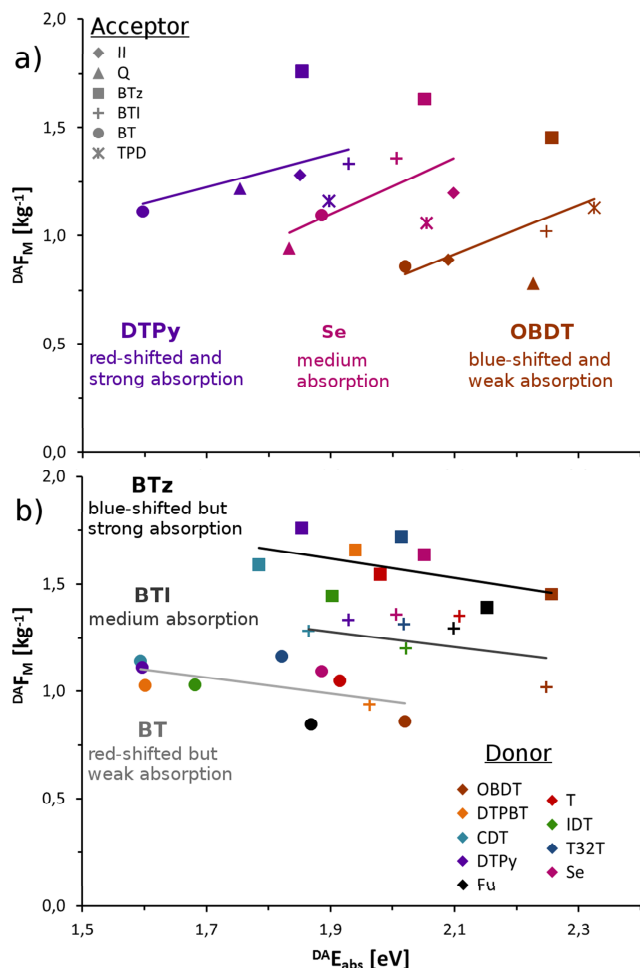 a)
Acceptor
II
Q
BTz
BTI
BT
TPD
2,0
1,5
1,0
0,5
0,0
DAF_M [kg-1]
DTPy
red-shifted and
strong absorption
Se
medium
absorption
OBDT
blue-shifted and
weak absorption
b)
2,0
1,5
1,0
0,5
0,0
DAF_M [kg-1]
BTz
blue-shifted but
strong absorption
BTI
medium absorption
BT
red-shifted but
weak absorption
Donor
OBDT
DTPBT
CDT
DTPy
Fu
T
IDT
T32T
Se
1,5
1,7
1,9
2,1
2,3
DAE_abs [eV]